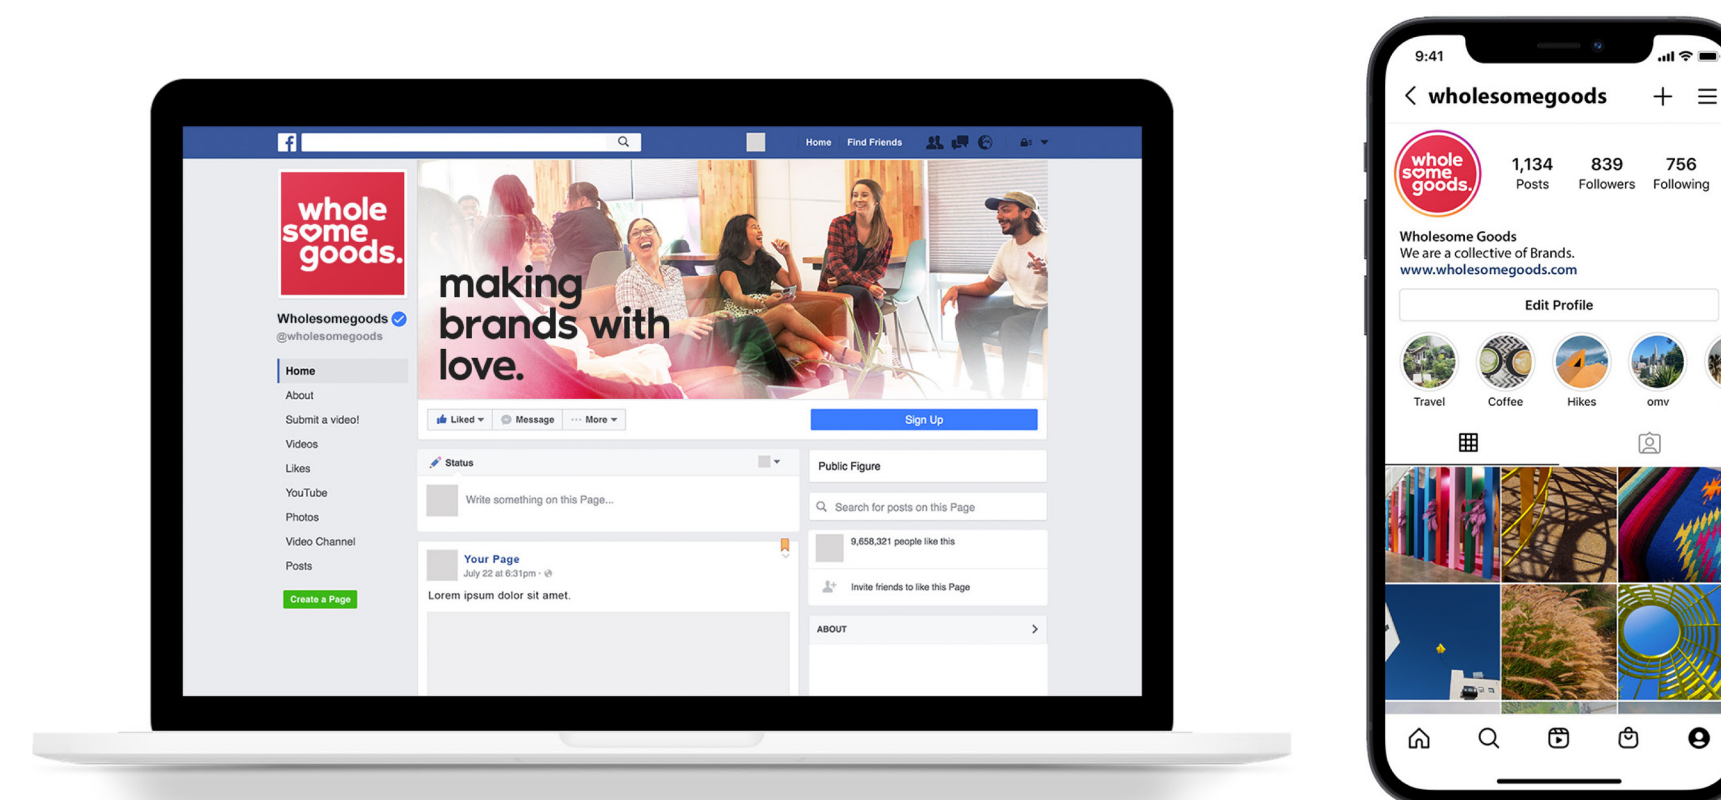 f
Home
Find Friends
whole
some
goods.
Wholesomegoods
@wholesomegoods
Home
About
Submit a video!
Videos
Likes
YouTube
Photos
Video Channel
Posts
Create a Page
making
brands with
love.
Liked
Message
More
Sign Up
Status
Write something on this Page...
Your Page
July 22 at 6:31pm
Lorem ipsum dolor sit amet.
Public Figure
Search for posts on this Page
9,658,321 people like this
Invite friends to like this Page
ABOUT
9:41
wholesomegoods
whole
some
goods.
1,134 839 756
Posts Followers Following
Wholesome Goods
We are a collective of Brands.
www.wholesomegoods.com
Edit Profile
Travel Coffee Hikes omv